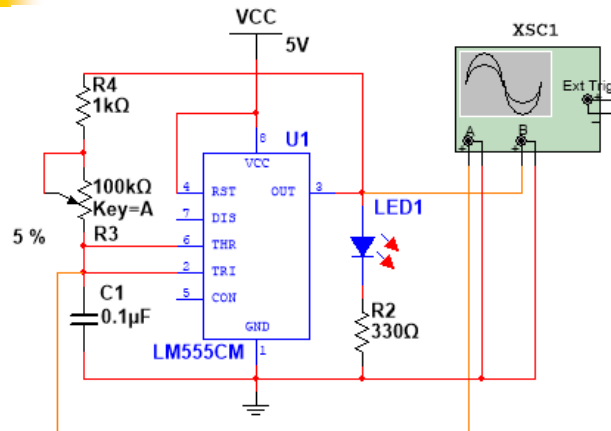 VCC
5V
XSC1
Ext Trig
A
B
R4
1kΩ
U1
8
VCC
4
RST
OUT
3
7
DIS
LED1
100kΩ
Key=A
R3
5 %
6
THR
2
TRI
5
CON
C1
0.1µF
R2
330Ω
GND
LM555CM
1